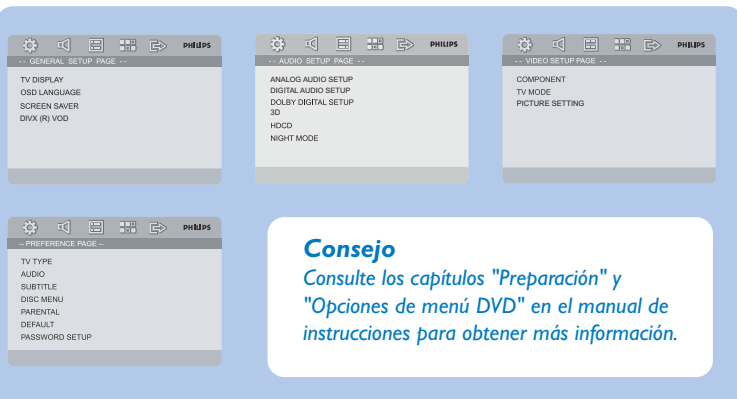 PHILIPS
- - GENERAL SETUP PAGE - -
TV DISPLAY
OSD LANGUAGE
SCREEN SAVER
DIVX (R) VOD
PHILIPS
- - AUDIO SETUP PAGE - -
ANALOG AUDIO SETUP
DIGITAL AUDIO SETUP
DOLBY DIGITAL SETUP
3D
HDCD
NIGHT MODE
PHILIPS
- - VIDEO SETUP PAGE - -
COMPONENT
TV MODE
PICTURE SETTING
PHILIPS
-- PREFERENCE PAGE --
TV TYPE
AUDIO
SUBTITLE
DISC MENU
PARENTAL
DEFAULT
PASSWORD SETUP
Consejo
Consulte los capítulos "Preparación" y
"Opciones de menú DVD" en el manual de
instrucciones para obtener más información.